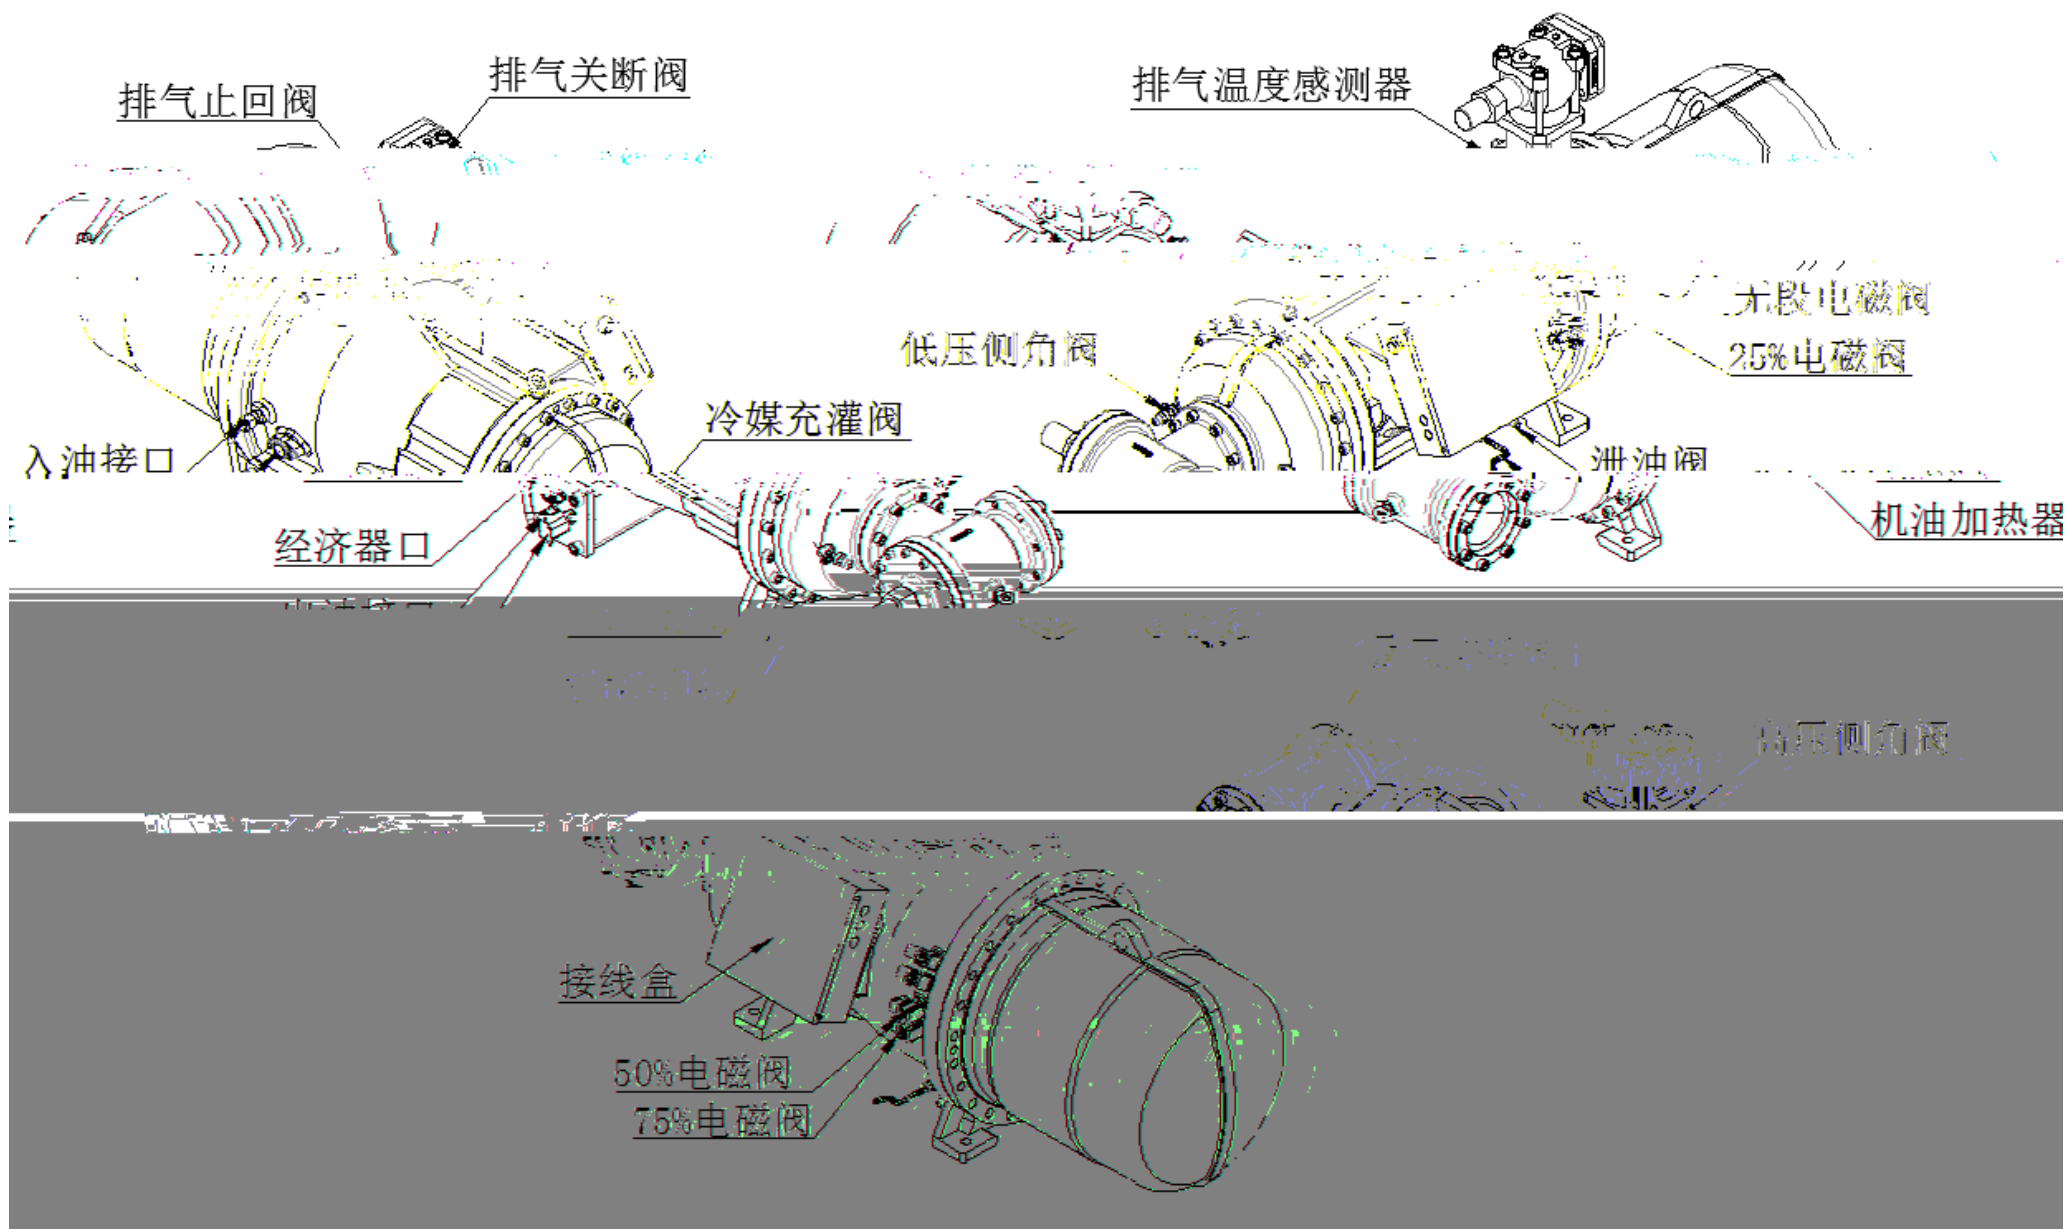 排气关断阀
排气止回阀
排气温度感测器
无段电磁阀
25%电磁阀
低压侧角阀
冷媒充灌阀
入油接口
泄油阀
机油加热器
经济器口
高压侧角阀
接线盒
50%电磁阀
75%电磁阀